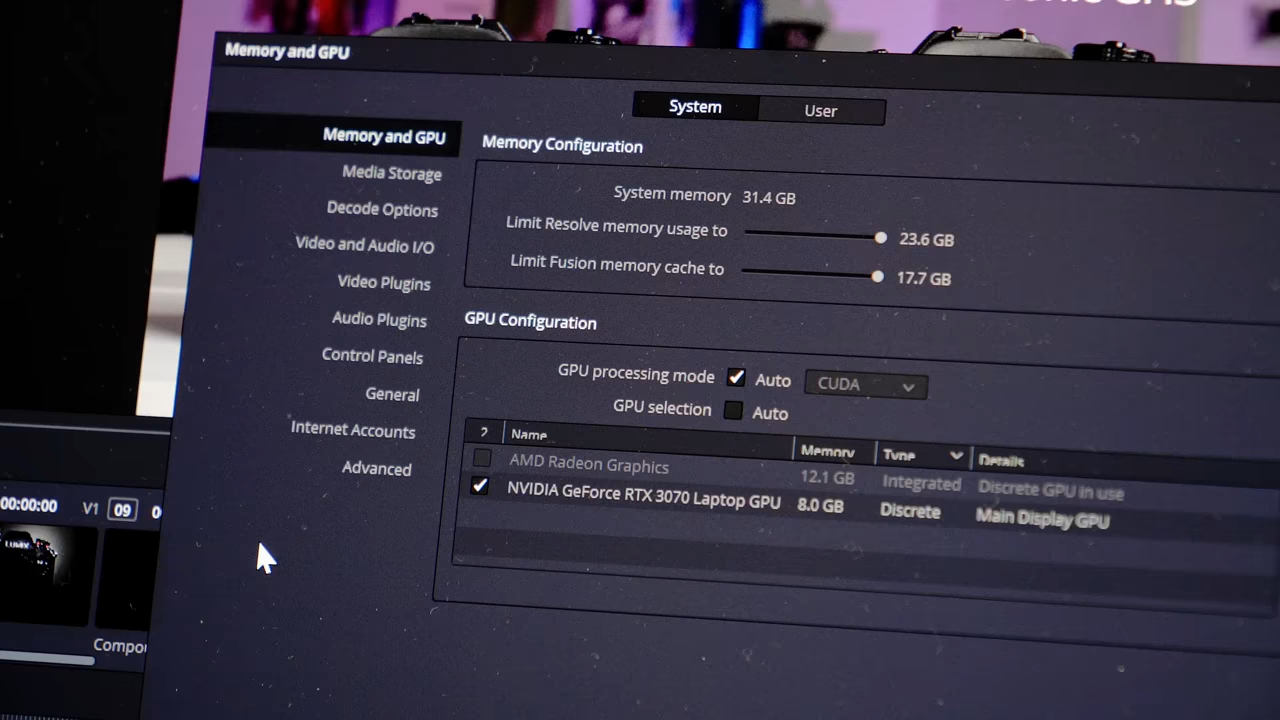 Memory and GPU
System User
Memory and GPU
Media Storage
Decode Options
Video and Audio I/O
Video Plugins
Audio Plugins
Control Panels
General
Internet Accounts
Advanced
Memory Configuration
System memory 31.4 GB
Limit Resolve memory usage to 23.6 GB
Limit Fusion memory cache to 17.7 GB
GPU Configuration
GPU processing mode Auto CUDA
GPU selection Auto
? Name Memory Type Details
AMD Radeon Graphics 12.1 GB Integrated Discrete GPU in use
NVIDIA GeForce RTX 3070 Laptop GPU 8.0 GB Discrete Main Display GPU
00:00:00 V1 09 0
LUMIX
Compou